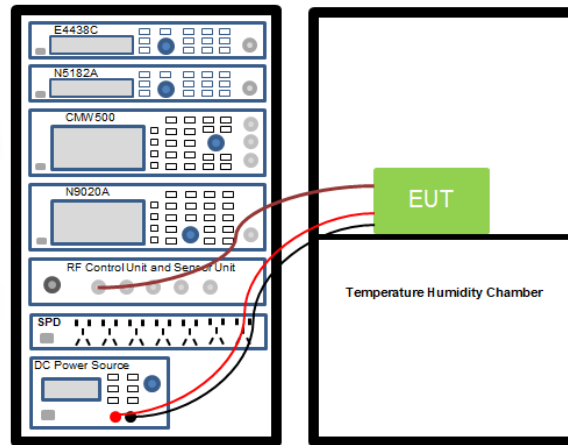 E4438C
N5182A
CMW500
N9020A
RF Control Unit and Sensor Unit
SPD
DC Power Source
EUT
Temperature Humidity Chamber